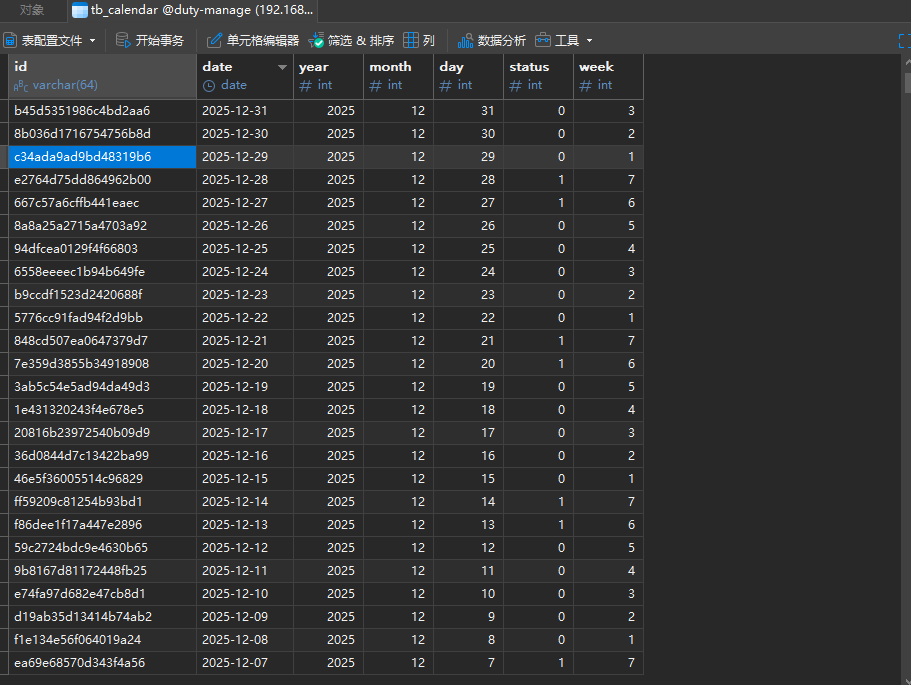 对象 tb_calendar @duty-manage (192.168...
表配置文件 开始事务 单元格编辑器 筛选 & 排序 列 数据分析 工具
id date year month day status week
varchar(64) date # int # int # int # int # int
b45d5351986c4bd2aa6 2025-12-31 2025 12 31 0 3
8b036d1716754756b8d 2025-12-30 2025 12 30 0 2
c34ada9ad9bd48319b6 2025-12-29 2025 12 29 0 1
e2764d75dd864962b00 2025-12-28 2025 12 28 1 7
667c57a6cffb441eaec 2025-12-27 2025 12 27 1 6
8a8a25a2715a4703a92 2025-12-26 2025 12 26 0 5
94dfcea0129f4f66803 2025-12-25 2025 12 25 0 4
6558eeeec1b94b649fe 2025-12-24 2025 12 24 0 3
b9ccdf1523d2420688f 2025-12-23 2025 12 23 0 2
5776cc91fad94f2d9bb 2025-12-22 2025 12 22 0 1
848cd507ea0647379d7 2025-12-21 2025 12 21 1 7
7e359d3855b34918908 2025-12-20 2025 12 20 1 6
3ab5c54e5ad94da49d3 2025-12-19 2025 12 19 0 5
1e431320243f4e678e5 2025-12-18 2025 12 18 0 4
20816b23972540b09d9 2025-12-17 2025 12 17 0 3
36d0844d7c13422ba99 2025-12-16 2025 12 16 0 2
46e5f36005514c96829 2025-12-15 2025 12 15 0 1
ff59209c81254b93bd1 2025-12-14 2025 12 14 1 7
f86dee1f17a447e2896 2025-12-13 2025 12 13 1 6
59c2724bdc9e4630b65 2025-12-12 2025 12 12 0 5
9b8167d81172448fb25 2025-12-11 2025 12 11 0 4
e74fa97d682e47cb8d1 2025-12-10 2025 12 10 0 3
d19ab35d13414b74ab2 2025-12-09 2025 12 9 0 2
f1e134e56f064019a24 2025-12-08 2025 12 8 0 1
ea69e68570d343f4a56 2025-12-07 2025 12 7 1 7